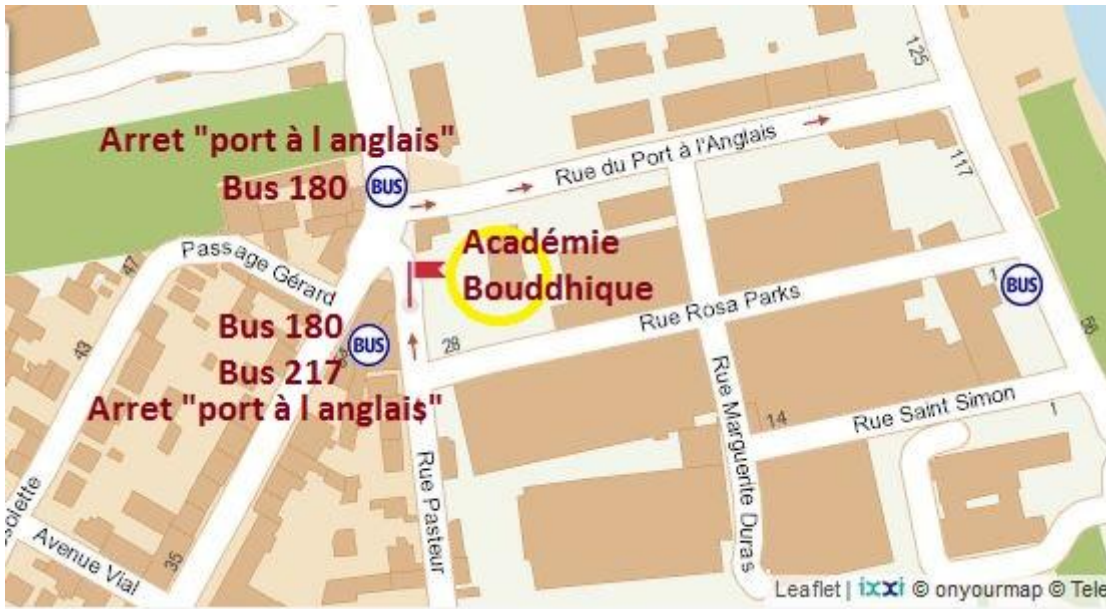 125
Arret "port à l anglais"
Rue du Port à l'Anglais
117
Bus 180
BUS
Passage Gérard
47
Académie
Bouddhique
1
BUS
Rue Rosa Parks
Bus 180
BUS
28
43
56
Bus 217
Arret "port à l anglais"
Rue Saint Simon
1
14
Rue Marguerite Duras
Rue Pasteur
solette
Avenue Vial
35
Leaflet | ixxi © onyourmap © Tele